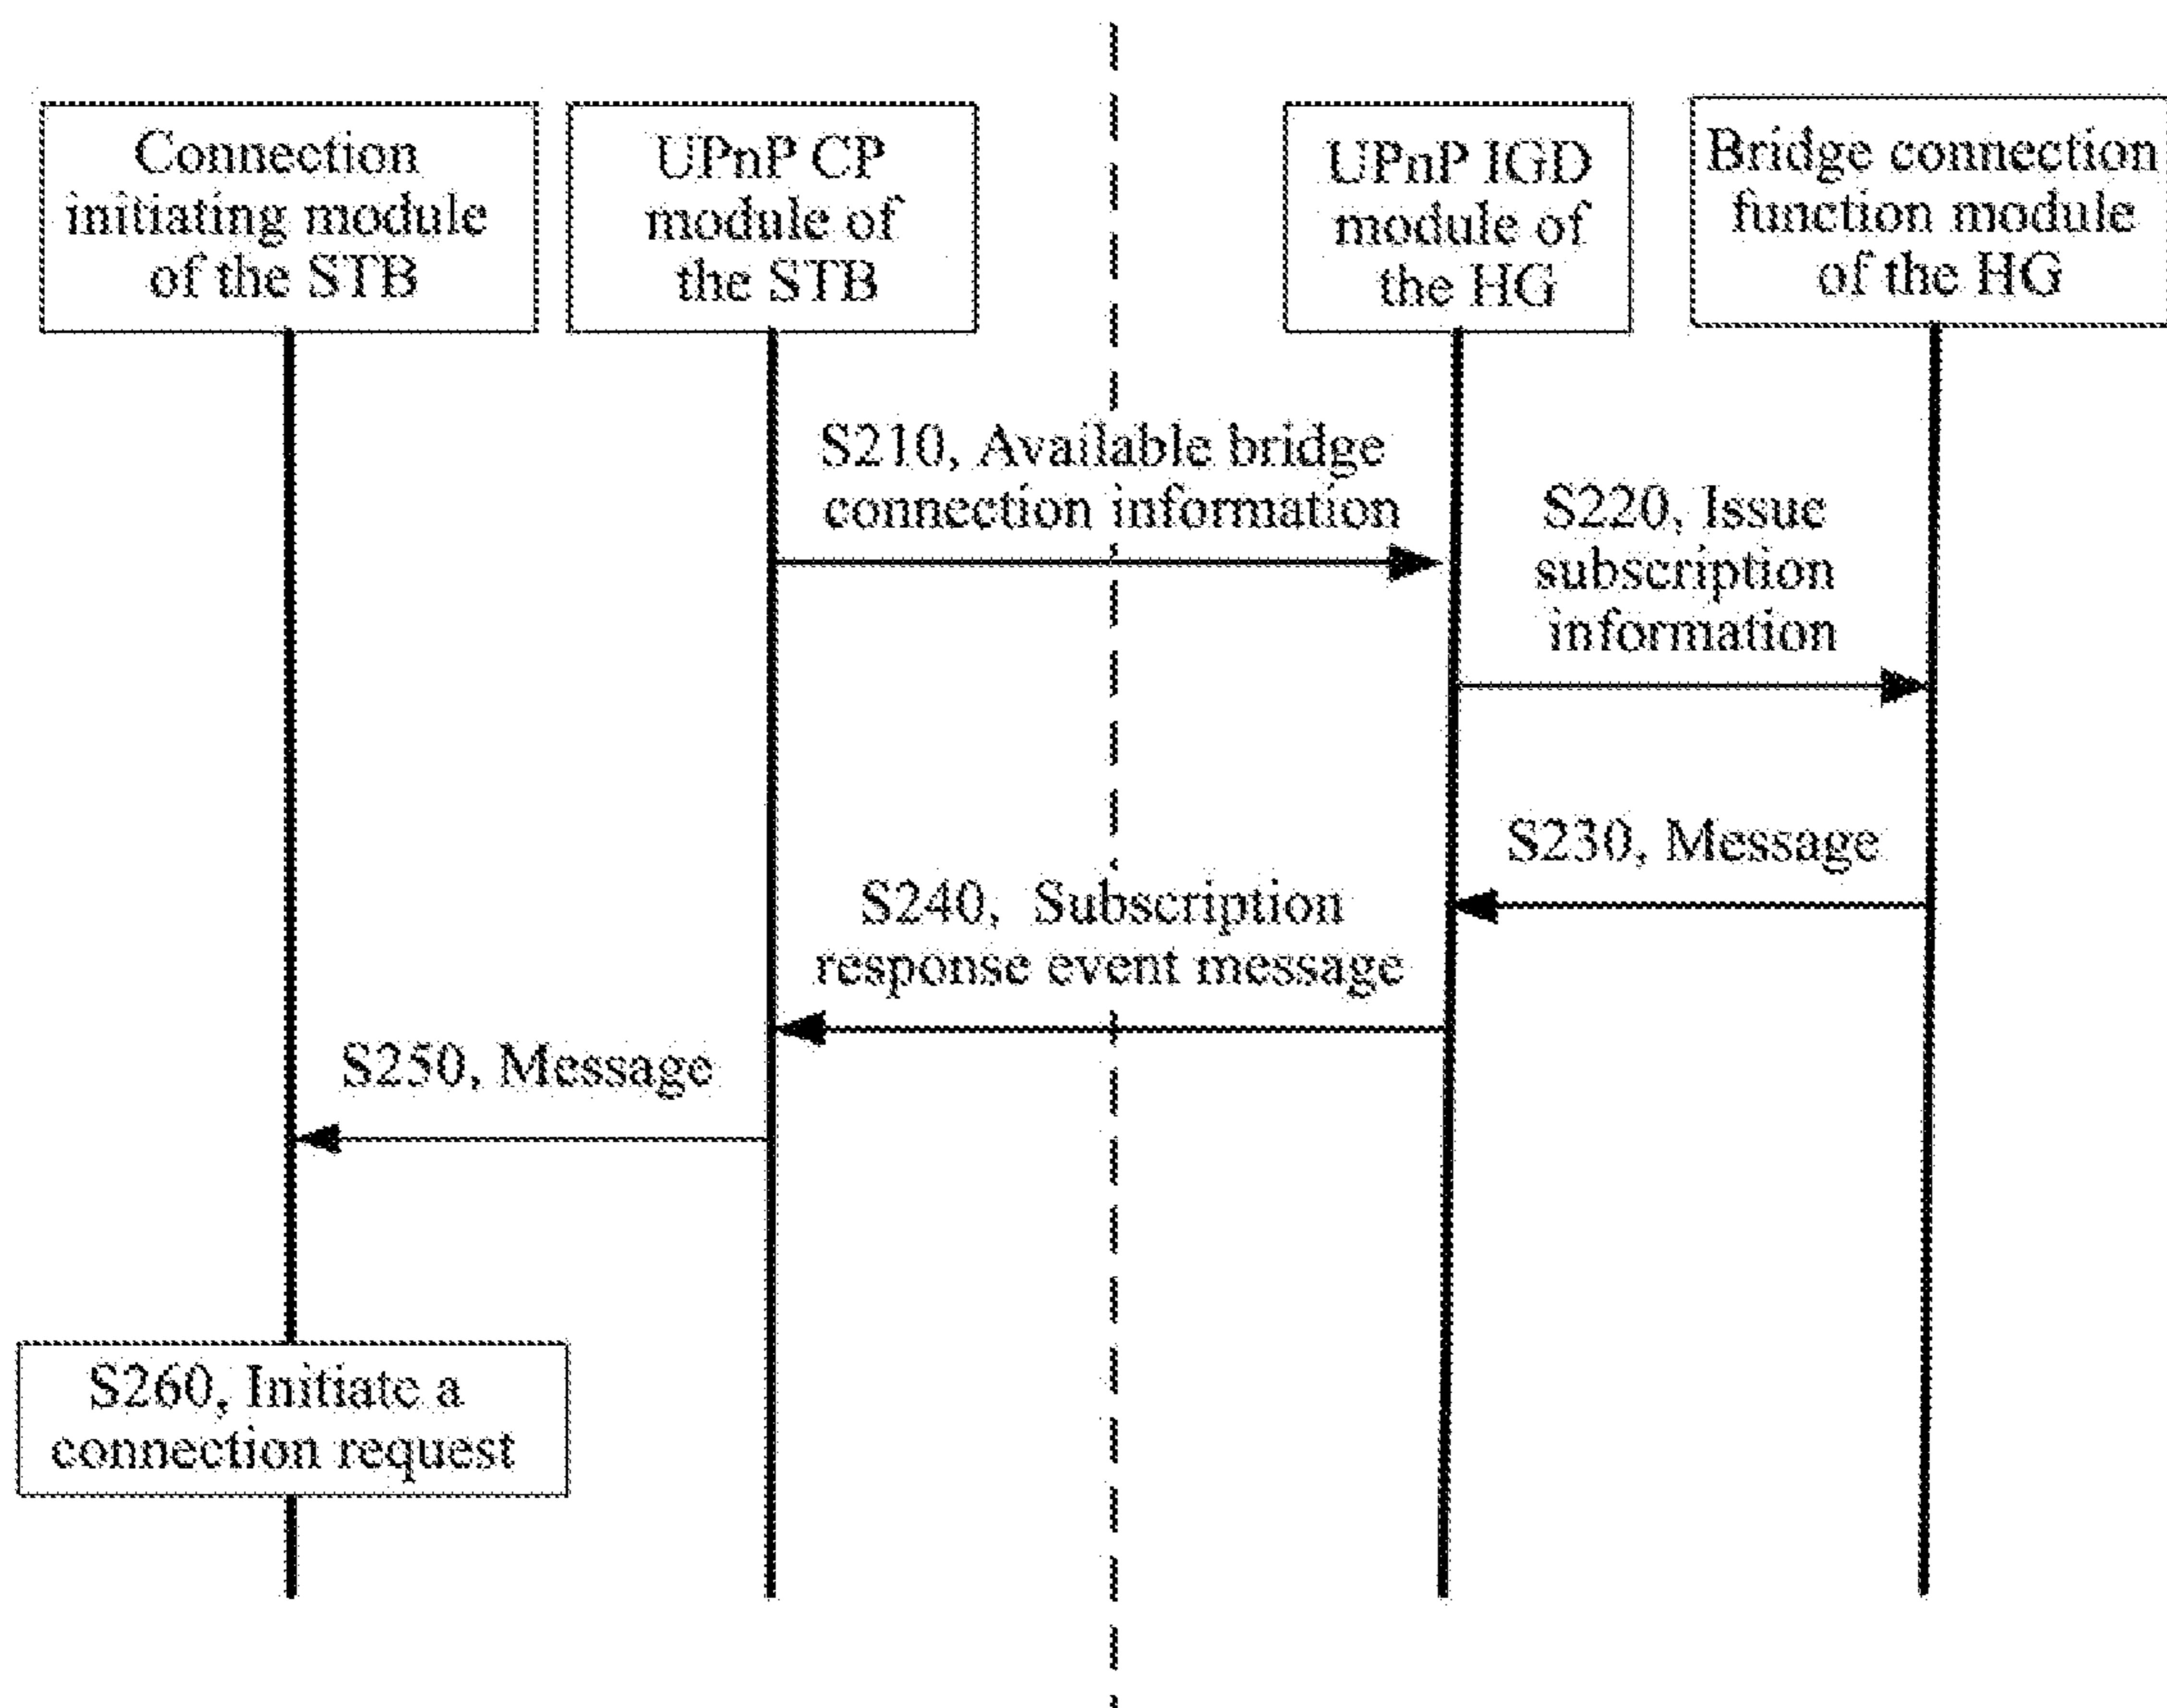 Connection
initiating module
of the STB
UPnP CP
module of
the STB
UPnP IGD
module of
the HG
Bridge connection
function module
of the HG
S210, Available bridge
connection information
S220, Issue
subscription
information
S230, Message
S240, Subscription
response event message
S250, Message
S260, Initiate a
connection request